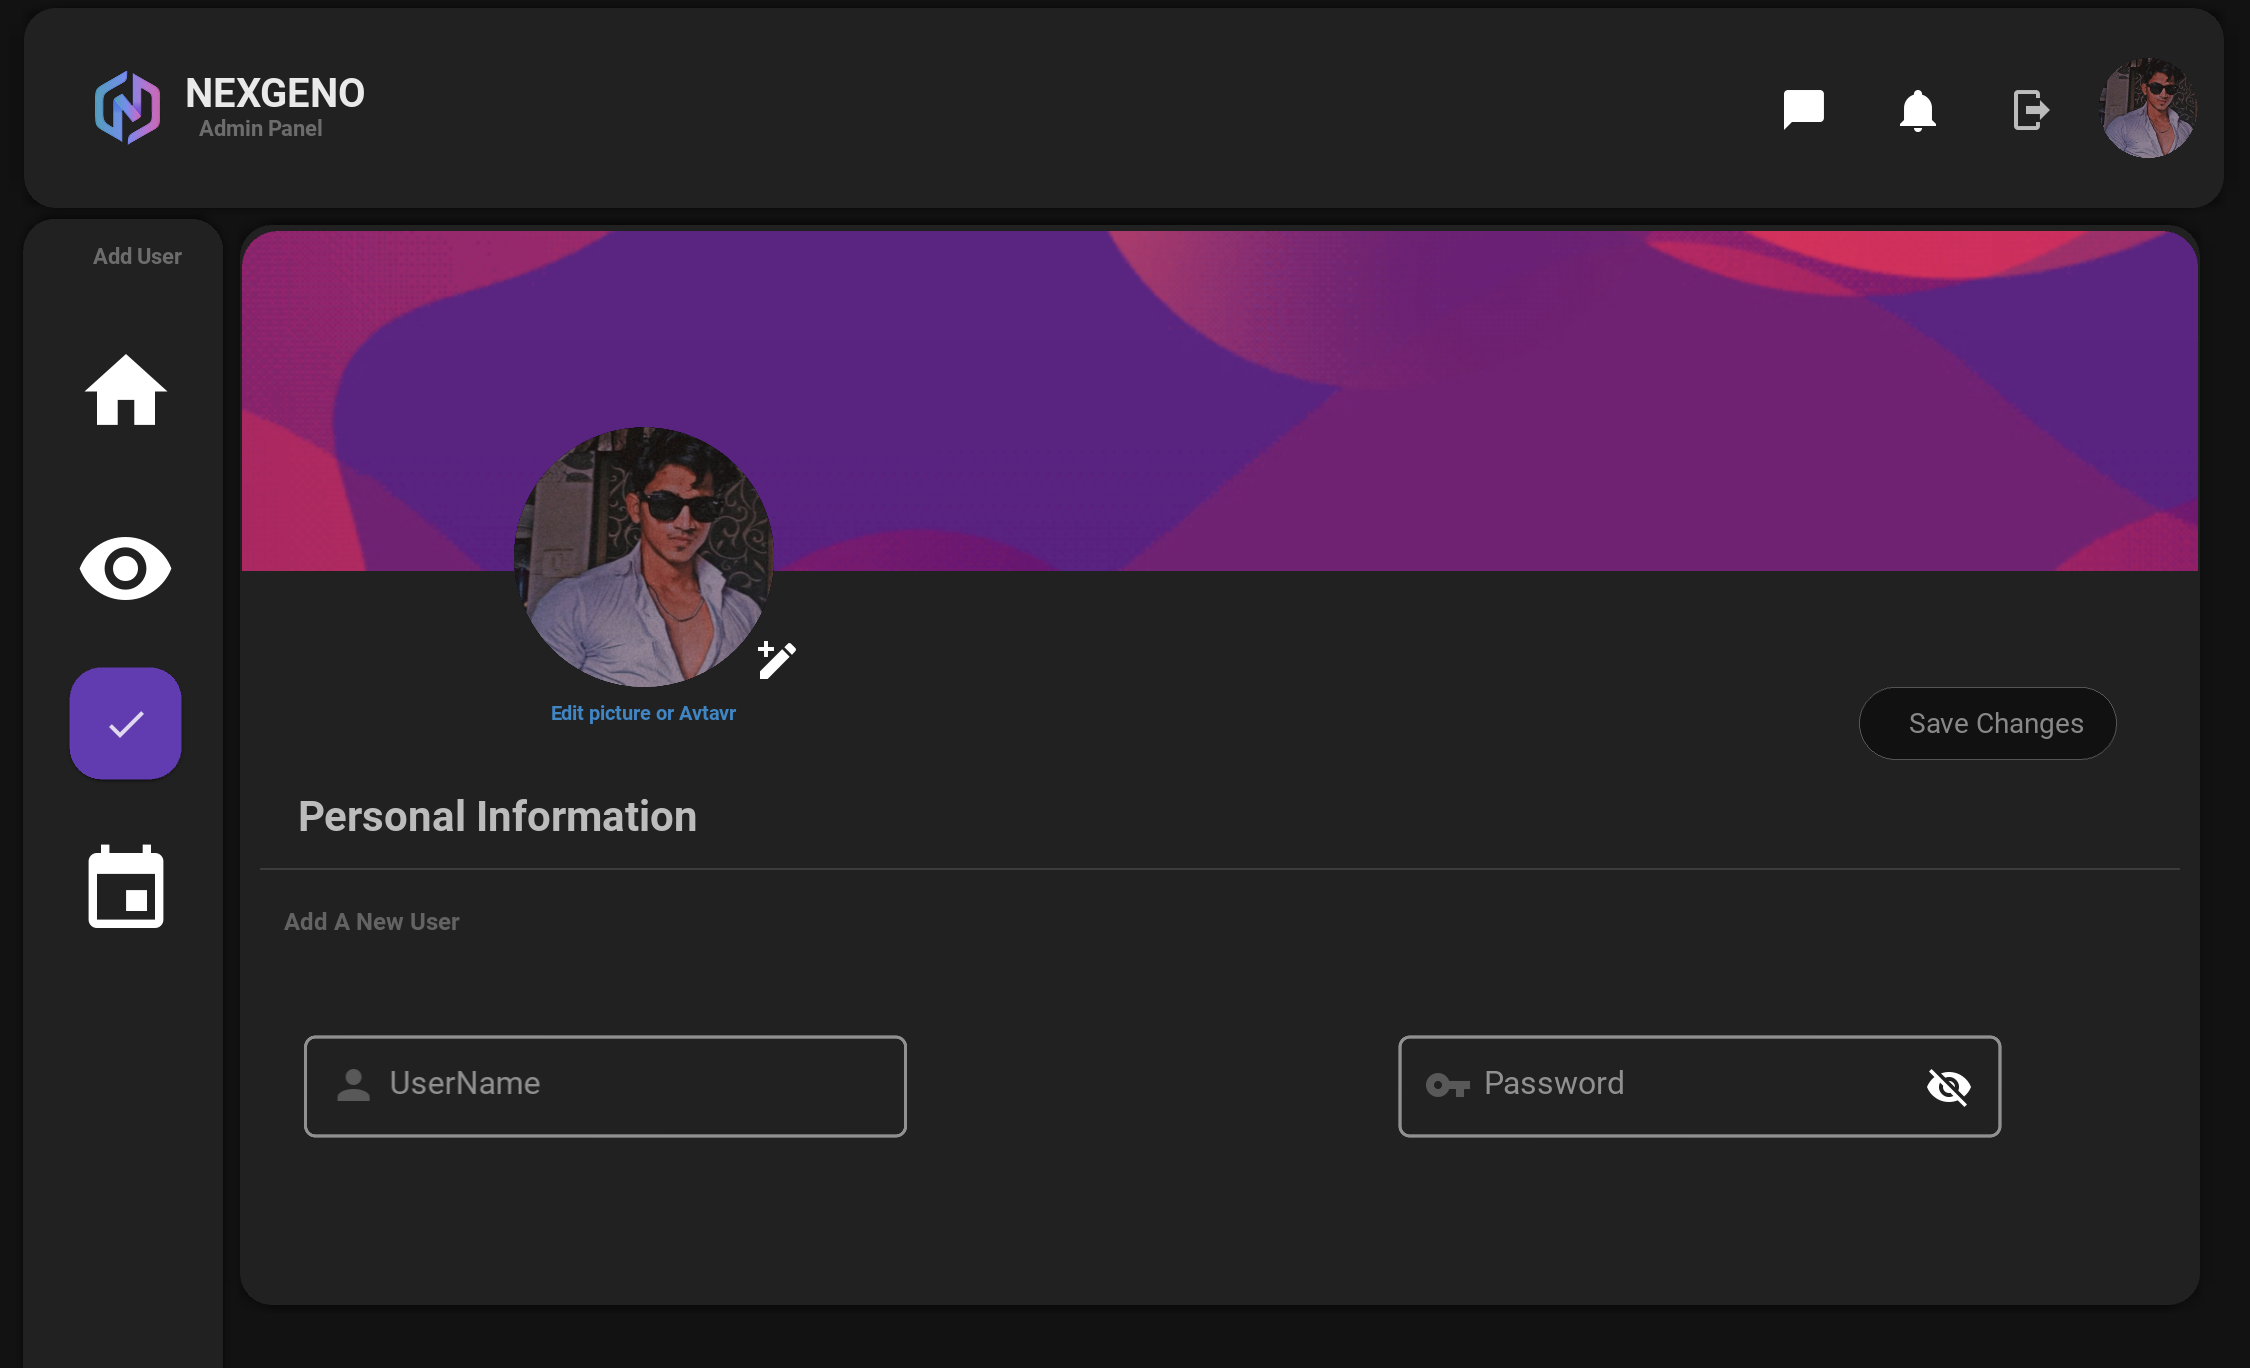 NEXGENO
Admin Panel
Add User
Edit picture or Avtavr
Save Changes
Personal Information
Add A New User
UserName
Password